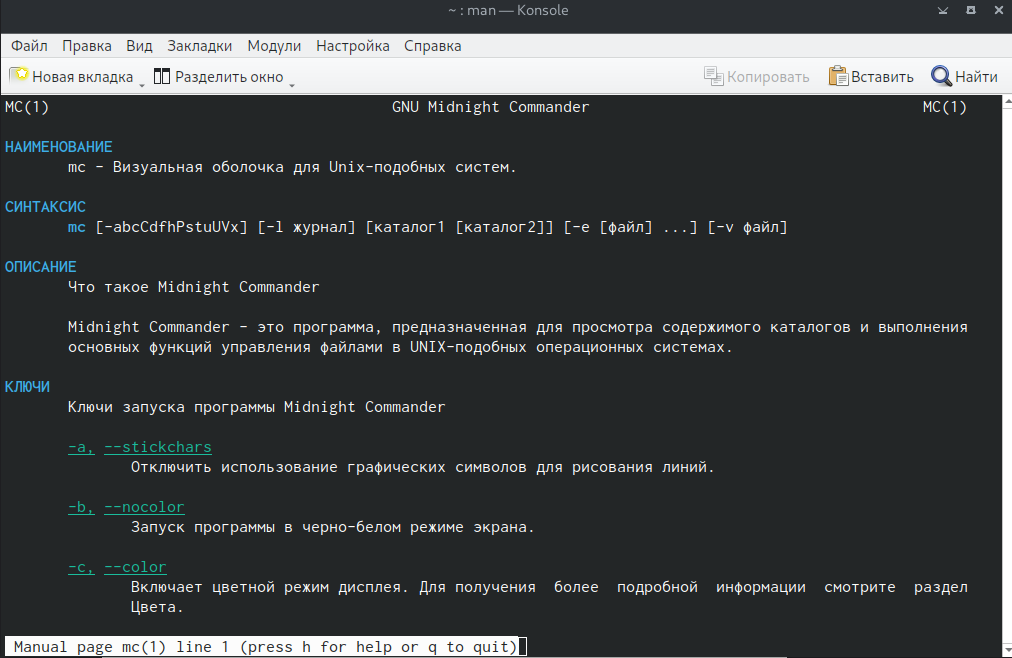 ~ : man — Konsole
Файл Правка Вид Закладки Модули Настройка Справка
Новая вкладка Разделить окно Копировать Вставить Найти
MC(1) GNU Midnight Commander MC(1)
НАИМЕНОВАНИЕ
mc - Визуальная оболочка для Unix-подобных систем.
СИНТАКСИС
mc [-abcCdfhPstuUVx] [-l журнал] [каталог1 [каталог2]] [-e [файл] ...] [-v файл]
ОПИСАНИЕ
Что такое Midnight Commander
Midnight Commander - это программа, предназначенная для просмотра содержимого каталогов и выполнения
основных функций управления файлами в UNIX-подобных операционных системах.
КЛЮЧИ
Ключи запуска программы Midnight Commander
-a, --stickchars
Отключить использование графических символов для рисования линий.
-b, --nocolor
Запуск программы в черно-белом режиме экрана.
-c, --color
Включает цветной режим дисплея. Для получения более подробной информации смотрите раздел
Цвета.
Manual page mc(1) line 1 (press h for help or q to quit)